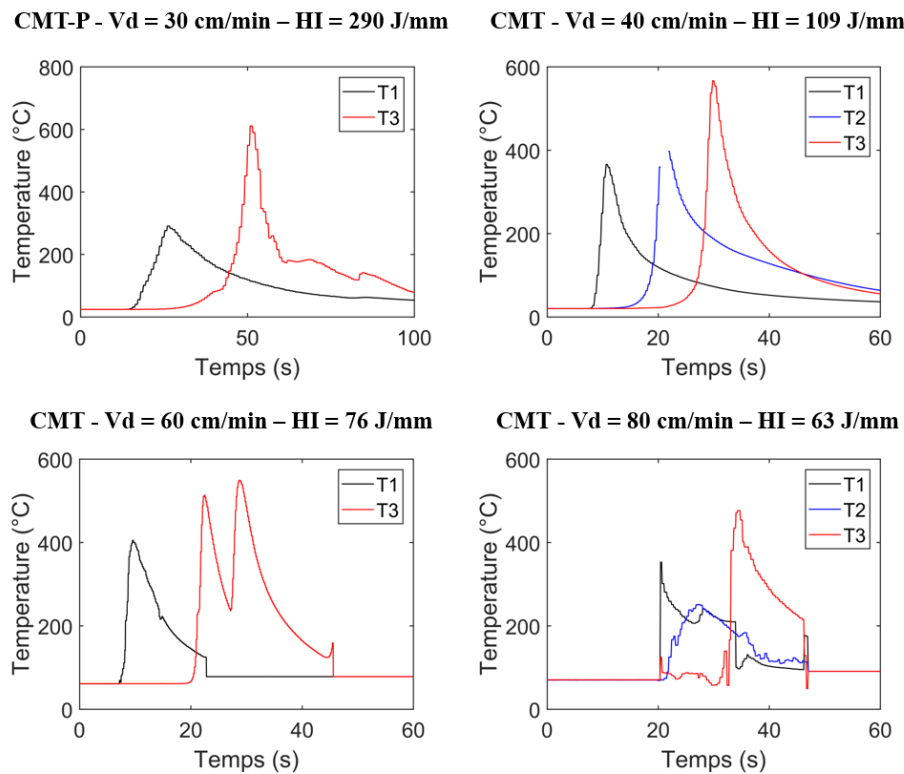 CMT-P - Vd = 30 cm/min – HI = 290 J/mm
CMT - Vd = 40 cm/min – HI = 109 J/mm
Temperature (°C)
800
600
400
200
0
T1
T3
0
50
100
Temps (s)
Temperature (°C)
600
400
200
0
T1
T2
T3
0
20
40
60
Temps (s)
CMT - Vd = 60 cm/min – HI = 76 J/mm
CMT - Vd = 80 cm/min – HI = 63 J/mm
Temperature (°C)
600
400
200
0
T1
T3
0
20
40
60
Temps (s)
Temperature (°C)
600
400
200
0
T1
T2
T3
0
20
40
60
Temps (s)